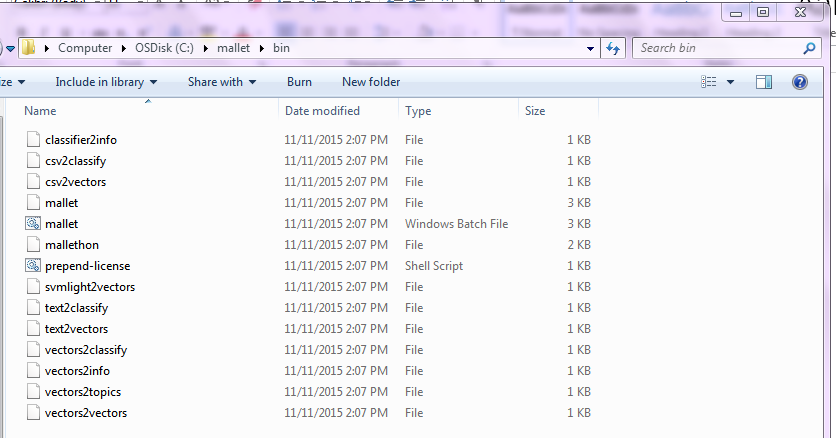 Computer OSDisk (C:) mallet bin Search bin
ze Include in library Share with Burn New folder
Name Date modified Type Size
classifier2info 11/11/2015 2:07 PM File 1 KB
csv2classify 11/11/2015 2:07 PM File 1 KB
csv2vectors 11/11/2015 2:07 PM File 1 KB
mallet 11/11/2015 2:07 PM File 3 KB
mallet 11/11/2015 2:07 PM Windows Batch File 3 KB
mallethon 11/11/2015 2:07 PM File 2 KB
prepend-license 11/11/2015 2:07 PM Shell Script 1 KB
svmlight2vectors 11/11/2015 2:07 PM File 1 KB
text2classify 11/11/2015 2:07 PM File 1 KB
text2vectors 11/11/2015 2:07 PM File 1 KB
vectors2classify 11/11/2015 2:07 PM File 1 KB
vectors2info 11/11/2015 2:07 PM File 1 KB
vectors2topics 11/11/2015 2:07 PM File 1 KB
vectors2vectors 11/11/2015 2:07 PM File 1 KB